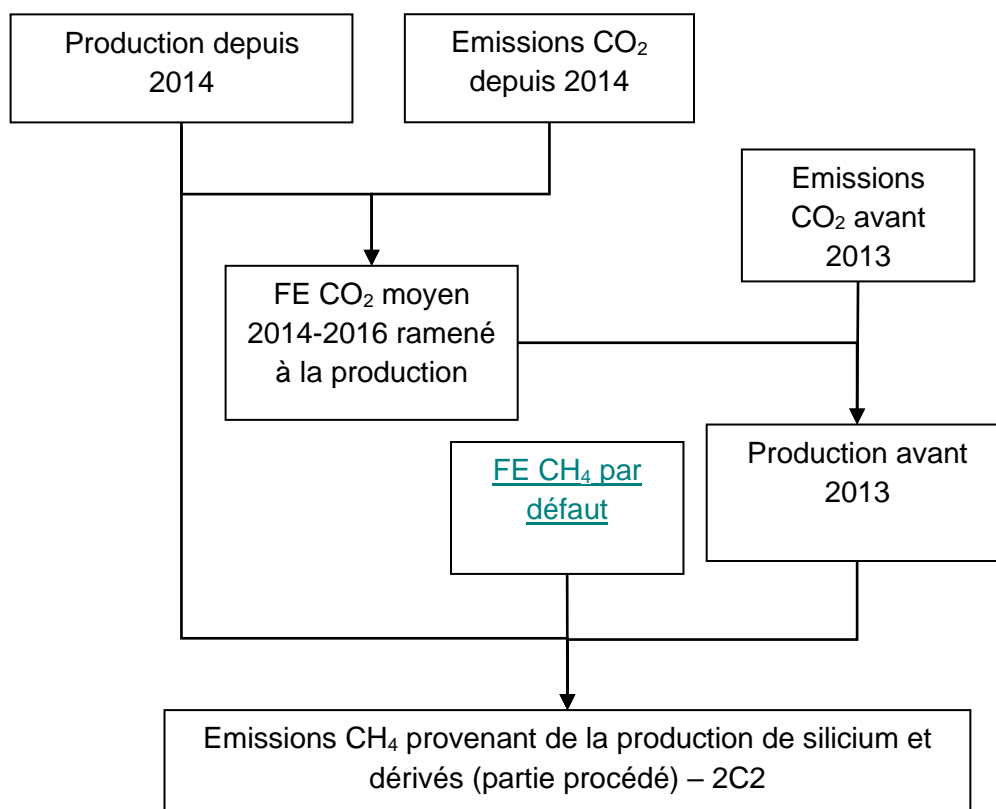 Production depuis
2014
Emissions CO₂
depuis 2014
Emissions
CO₂ avant
2013
FE CO₂ moyen
2014-2016 ramené
à la production
FE CH₄ par
défaut
Production avant
2013
Emissions CH₄ provenant de la production de silicium et
dérivés (partie procédé) – 2C2